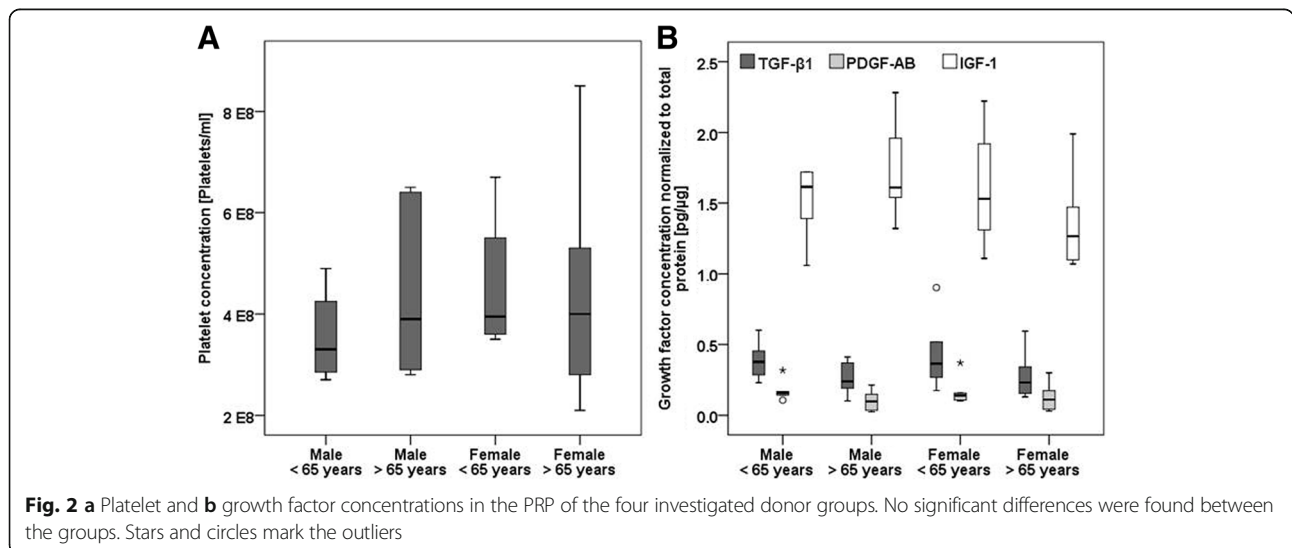 A
Platelet concentration [Platelets/ml]
8 E8
6 E8
4 E8
2 E8
Male
< 65 years
Male
> 65 years
Female
< 65 years
Female
> 65 years
B
Growth factor concentration normalized to total
protein [pg/µg]
TGF-β1
PDGF-AB
IGF-1
2.5
2.0
1.5
1.0
0.5
0.0
Male
< 65 years
Male
> 65 years
Female
< 65 years
Female
> 65 years
Fig. 2 a Platelet and b growth factor concentrations in the PRP of the four investigated donor groups. No significant differences were found between
the groups. Stars and circles mark the outliers